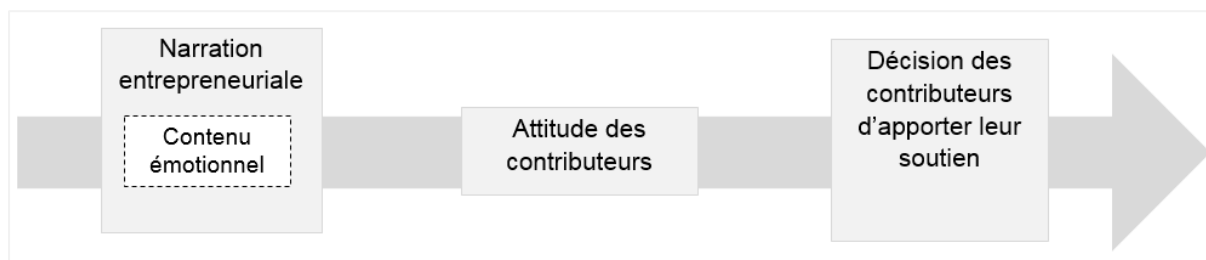 Narration
entrepreneuriale
Contenu
émotionnel
Attitude des
contributeurs
Décision des
contributeurs
d’apporter leur
soutien